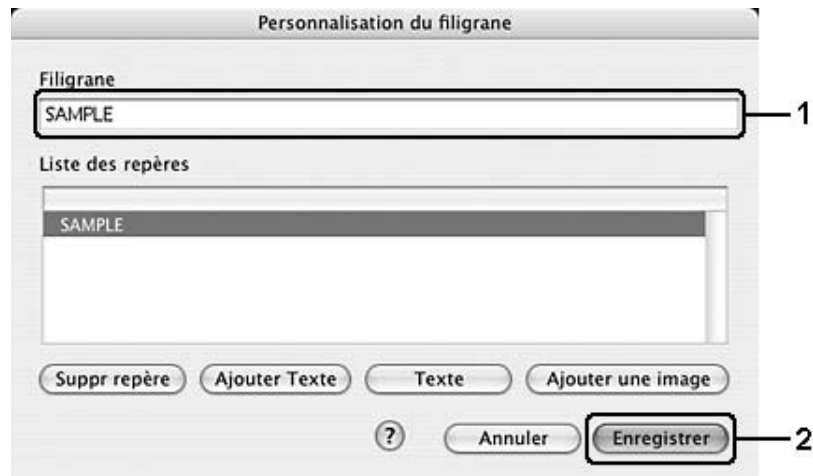 Personnalisation du filigrane
Filigrane
SAMPLE
1
Liste des repères
SAMPLE
Suppr repère Ajouter Texte Texte Ajouter une image
? Annuler Enregistrer
2